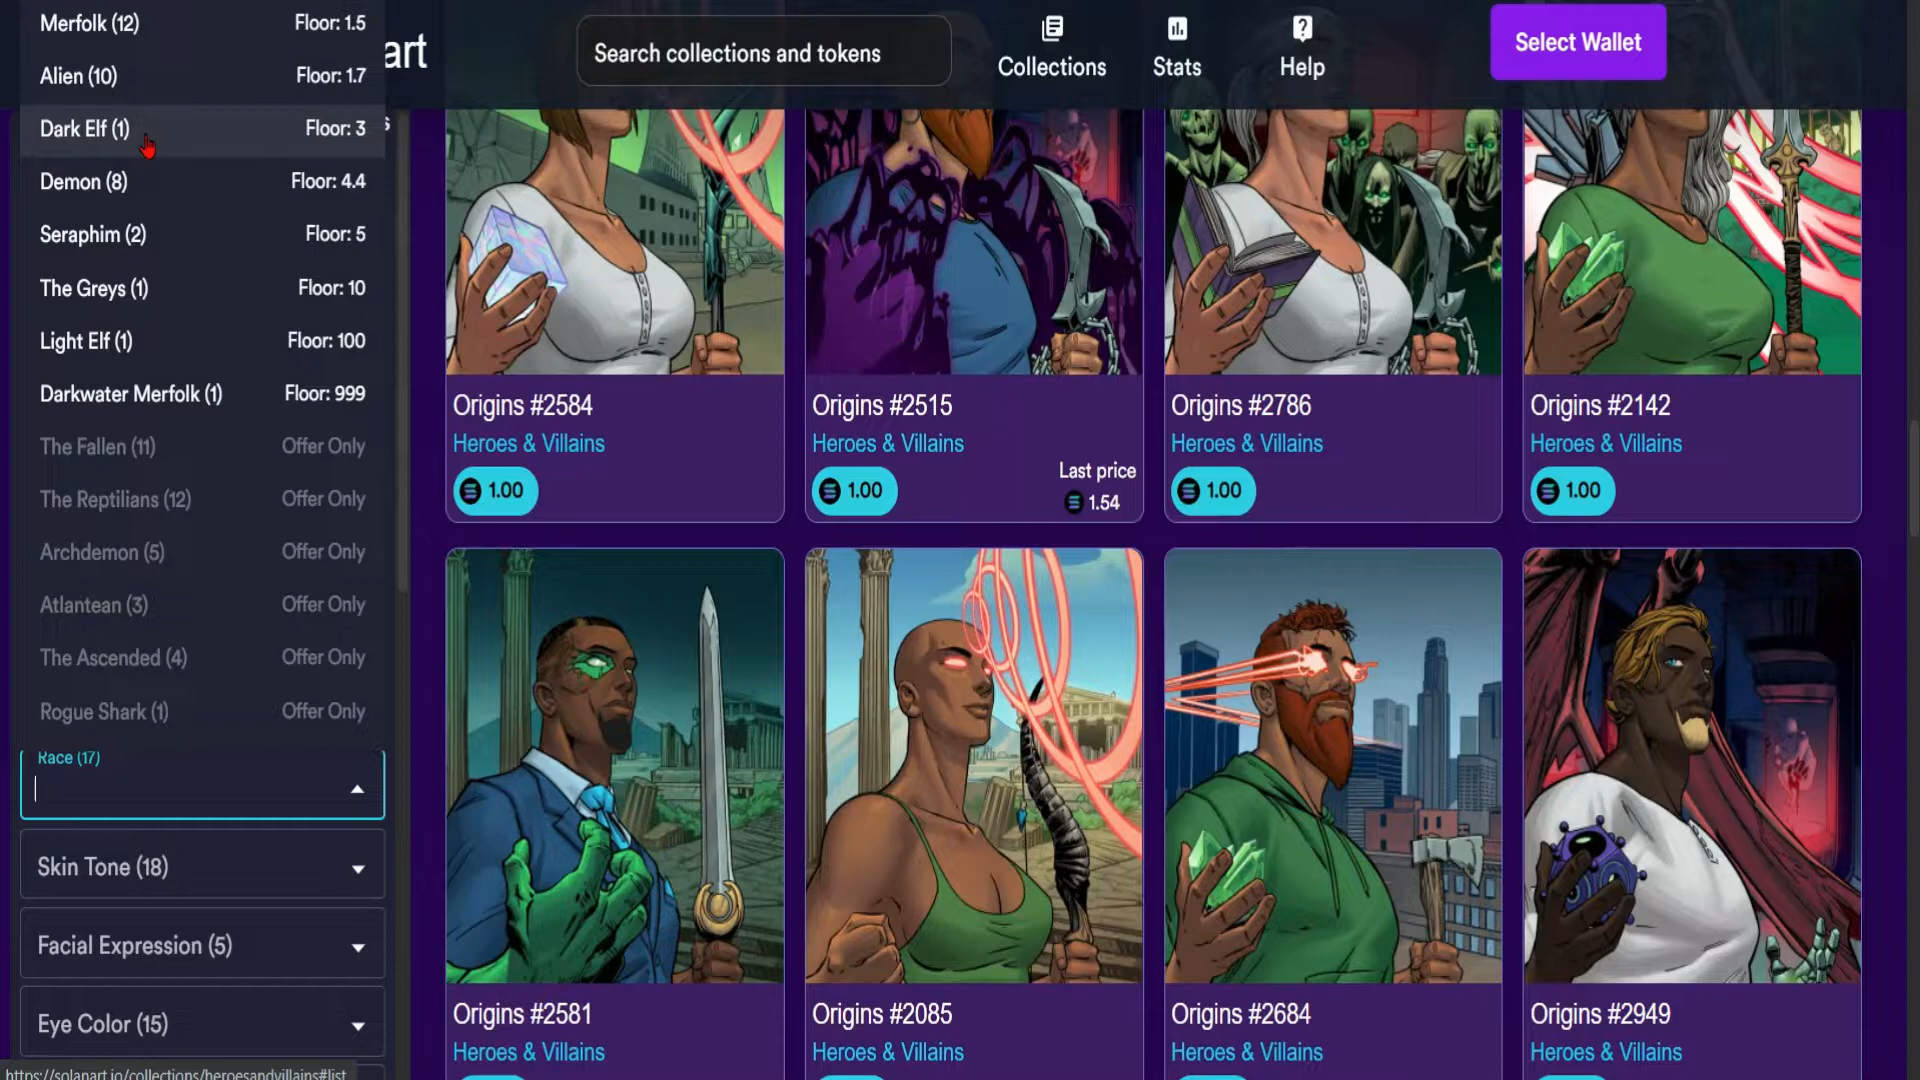 art
Search collections and tokens
Collections
Stats
Help
Select Wallet
Merfolk (12) Floor: 1.5
Alien (10) Floor: 1.7
Dark Elf (1) Floor: 3
Demon (8) Floor: 4.4
Seraphim (2) Floor: 5
The Greys (1) Floor: 10
Light Elf (1) Floor: 100
Darkwater Merfolk (1) Floor: 999
The Fallen (11) Offer Only
The Reptilians (12) Offer Only
Archdemon (5) Offer Only
Atlantean (3) Offer Only
The Ascended (4) Offer Only
Rogue Shark (1) Offer Only
Race (17)
Skin Tone (18)
Facial Expression (5)
Eye Color (15)
https://solanart.io/collections/heroesandvillains#list
Origins #2584
Heroes & Villains
1.00
Origins #2515
Heroes & Villains
1.00
Last price
1.54
Origins #2786
Heroes & Villains
1.00
Origins #2142
Heroes & Villains
1.00
Origins #2581
Heroes & Villains
Origins #2085
Heroes & Villains
Origins #2684
Heroes & Villains
Origins #2949
Heroes & Villains